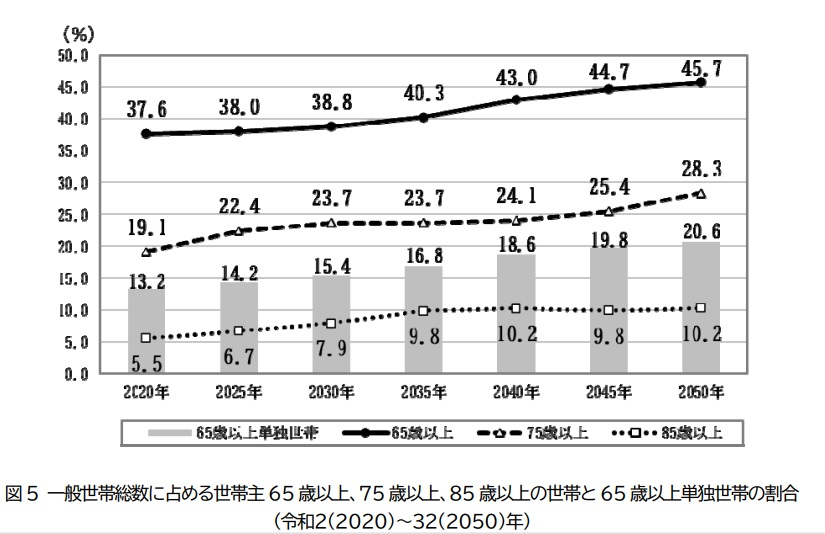 (%)
50.0
45.0
40.0
35.0
30.0
25.0
20.0
15.0
10.0
5.0
0.0
37.6 38.0 38.8 40.3 43.0 44.7 45.7
19.1 22.4 23.7 23.7 24.1 25.4 28.3
13.2 14.2 15.4 16.8 18.6 19.8 20.6
5.5 6.7 7.9 9.8 10.2 9.8 10.2
2020年 2025年 2030年 2035年 2040年 2045年 2050年
65歳以上単独世帯 65歳以上 75歳以上 85歳以上
図5 一般世帯総数に占める世帯主65歳以上、75歳以上、85歳以上の世帯と65歳以上単独世帯の割合
(令和2(2020)~32(2050)年)